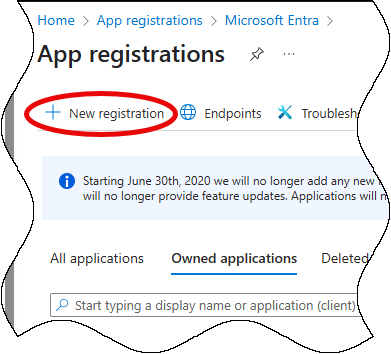 Home > App registrations > Microsoft Entra >
App registrations
New registration Endpoints Troublesh
Starting June 30th, 2020 we will no longer add any new
will no longer provide feature updates. Applications will n
All applications Owned applications Deleted
Start typing a display name or application (client)